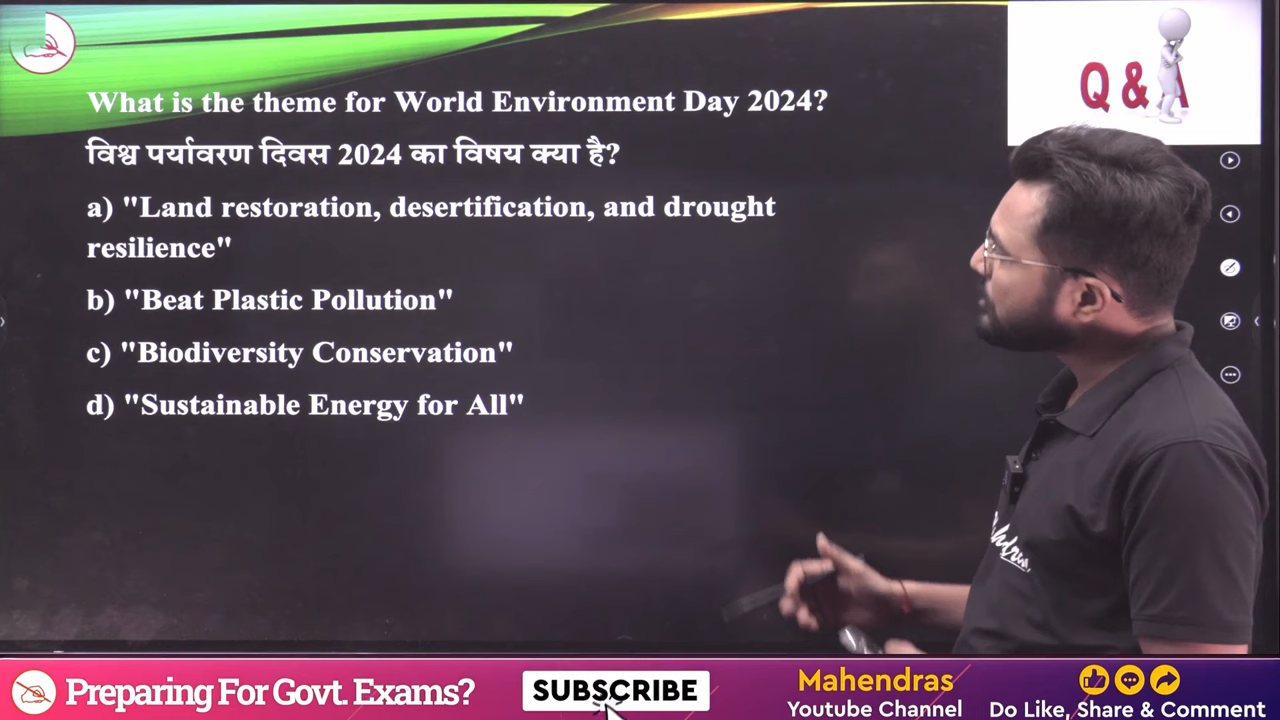 Q & A
What is the theme for World Environment Day 2024?
विश्व पर्यावरण दिवस 2024 का विषय क्या है?
a) "Land restoration, desertification, and drought
resilience"
b) "Beat Plastic Pollution"
c) "Biodiversity Conservation"
d) "Sustainable Energy for All"
Preparing For Govt. Exams?
SUBSCRIBE
Mahendras
Youtube Channel
Do Like, Share & Comment